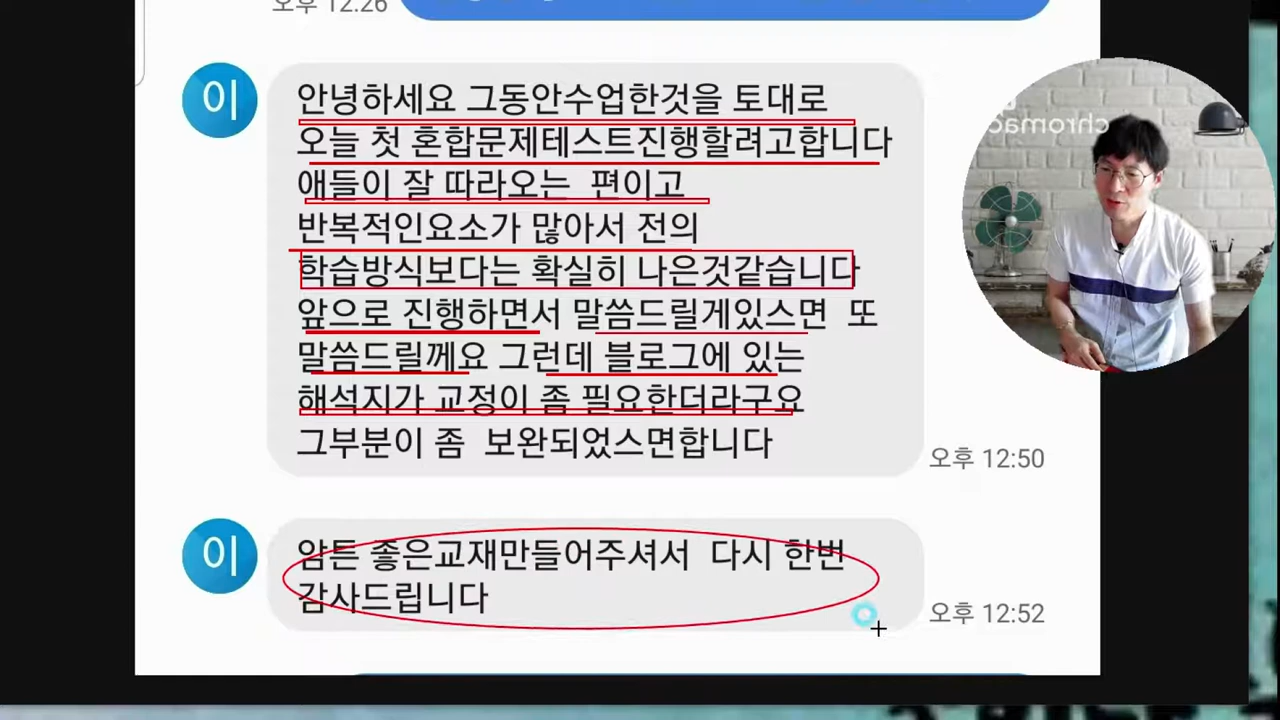 오후 12:26
이
안녕하세요 그동안수업한것을 토대로
오늘 첫 혼합문제테스트진행할려고합니다
애들이 잘 따라오는 편이고
반복적인요소가 많아서 전의
학습방식보다는 확실히 나은것같습니다
앞으로 진행하면서 말씀드릴게있스면 또
말씀드릴께요 그런데 블로그에 있는
해석지가 교정이 좀 필요한더라구요
그부분이 좀 보완되었스면합니다
오후 12:50
이
암튼 좋은교재만들어주셔서 다시 한번
감사드립니다
오후 12:52